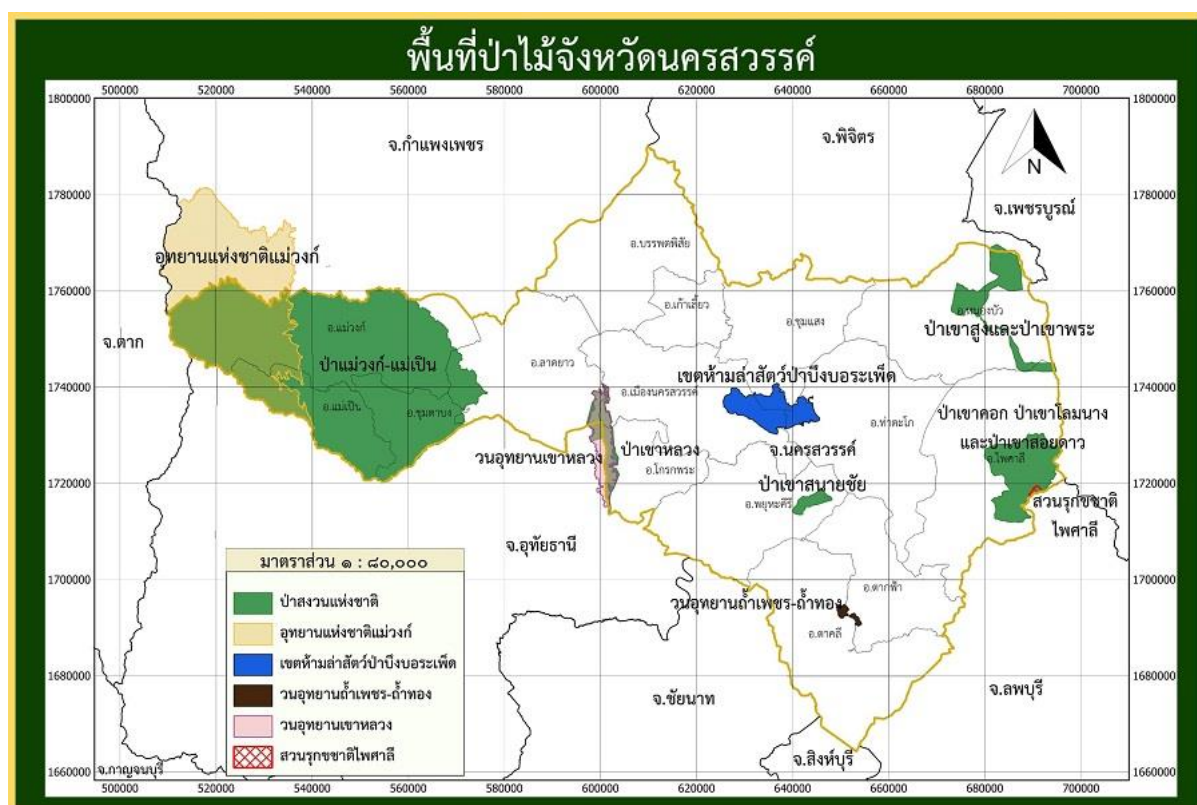 พื้นที่ป่าไม้จังหวัดนครสวรรค์
500000 520000 540000 560000 580000 600000 620000 640000 660000 680000 700000
1800000 1800000
จ.กำแพงเพชร
จ.พิจิตร
N
1780000 1780000
จ.เพชรบูรณ์
อุทยานแห่งชาติแม่วงก์
อ.บรรพตพิสัย
1760000 1760000
อ.เก้าเลี้ยว
อ.หนองบัว
อ.ชุมแสง
อ.แม่วงก์
ป่าเขาสูงและป่าเขาพระ
จ.ตาก
ป่าแม่วงก์-แม่เปิน
อ.ลาดยาว
เขตห้ามล่าสัตว์ป่าบึงบอระเพ็ด
1740000 1740000
อ.แม่เปิน
อ.ชุมตาบง
อ.เมืองนครสวรรค์
อ.ท่าตะโก
ป่าเขาคอก ป่าเขาโลมนาง
และป่าเขาสอยดาว
วนอุทยานเขาหลวง
ป่าเขาหลวง
จ.นครสวรรค์
อ.โกรกพระ
จ.ไพศาลี
ป่าเขาสนายชัย
1720000 1720000
อ.พยุหะคีรี
สวนรุกขชาติ
ไพศาลี
จ.อุทัยธานี
1700000 1700000
วนอุทยานถ้ำเพชร-ถ้ำทอง
อ.ตากฟ้า
อ.ตาคลี
1680000 1680000
จ.ชัยนาท
จ.ลพบุรี
จ.สิงห์บุรี
จ.กาญจนบุรี
1660000 1660000
มาตราส่วน ๑ : ๘๐,๐๐๐
ป่าสงวนแห่งชาติ
อุทยานแห่งชาติแม่วงก์
เขตห้ามล่าสัตว์ป่าบึงบอระเพ็ด
วนอุทยานถ้ำเพชร-ถ้ำทอง
วนอุทยานเขาหลวง
สวนรุกขชาติไพศาลี
500000 520000 540000 560000 580000 600000 620000 640000 660000 680000 700000